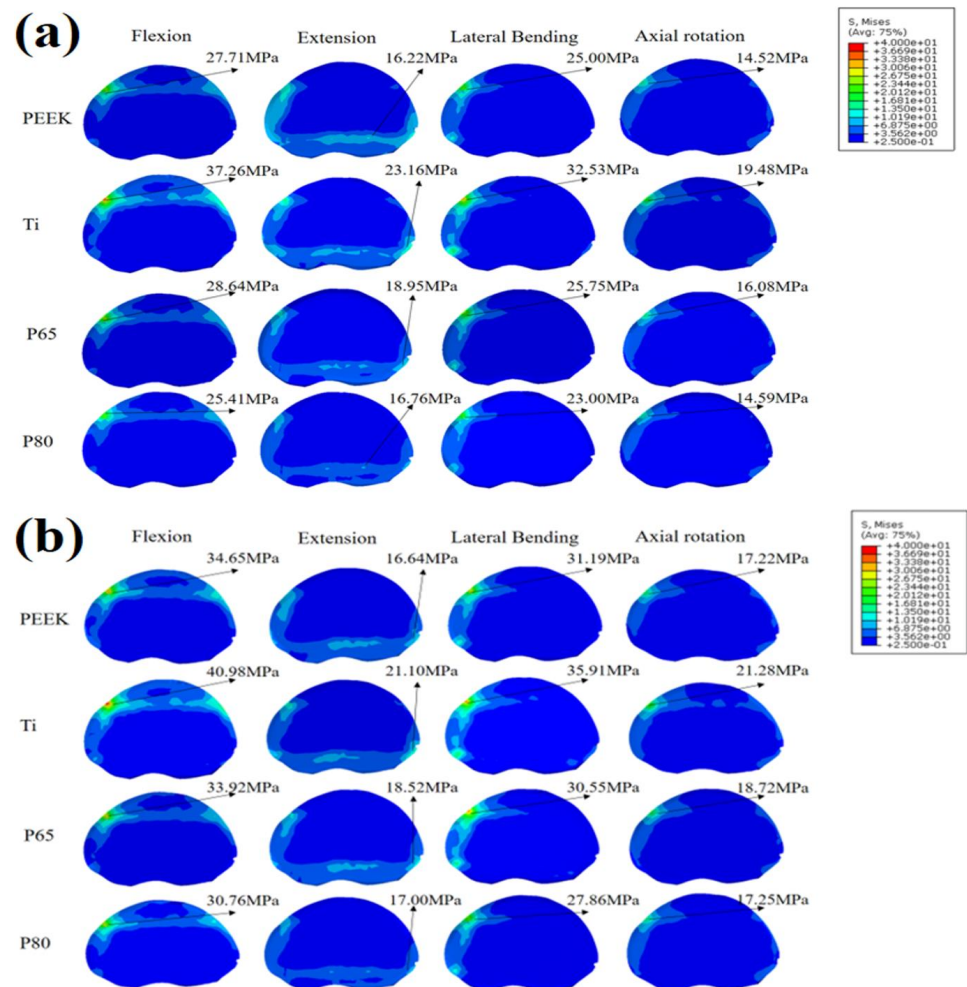 (a)
Flexion Extension Lateral Bending Axial rotation
27.71MPa 16.22MPa 25.00MPa 14.52MPa
PEEK
37.26MPa 23.16MPa 32.53MPa 19.48MPa
Ti
28.64MPa 18.95MPa 25.75MPa 16.08MPa
P65
25.41MPa 16.76MPa 23.00MPa 14.59MPa
P80
S, Mises
(Avg: 75%)
+4.000e+01
+3.669e+01
+3.338e+01
+3.006e+01
+2.675e+01
+2.344e+01
+2.012e+01
+1.681e+01
+1.350e+01
+1.019e+01
+6.875e+00
+3.562e+00
+2.500e-01
(b)
Flexion Extension Lateral Bending Axial rotation
34.65MPa 16.64MPa 31.19MPa 17.22MPa
PEEK
40.98MPa 21.10MPa 35.91MPa 21.28MPa
Ti
33.92MPa 18.52MPa 30.55MPa 18.72MPa
P65
30.76MPa 17.00MPa 27.86MPa 17.25MPa
P80
S, Mises
(Avg: 75%)
+4.000e+01
+3.669e+01
+3.338e+01
+3.006e+01
+2.675e+01
+2.344e+01
+2.012e+01
+1.681e+01
+1.350e+01
+1.019e+01
+6.875e+00
+3.562e+00
+2.500e-01